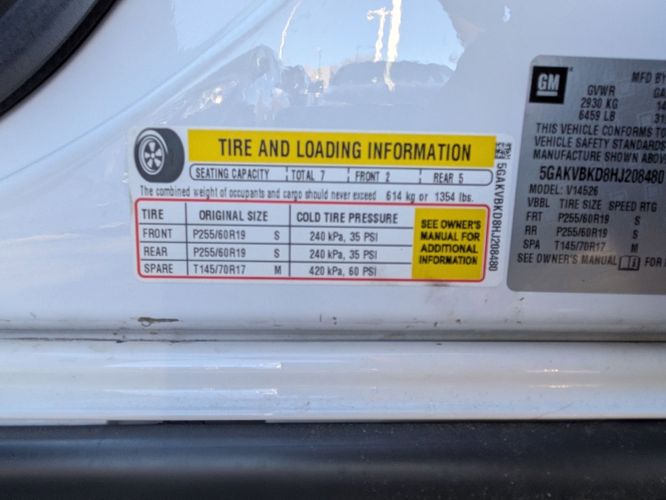 TIRE AND LOADING INFORMATION
SEATING CAPACITY TOTAL 7 FRONT 2 REAR 5
The combined weight of occupants and cargo should never exceed 614 kg or 1354 lbs.
TIRE ORIGINAL SIZE COLD TIRE PRESSURE
FRONT P255/60R19 S 240 kPa, 35 PSI
REAR P255/60R19 S 240 kPa, 35 PSI
SPARE T145/70R17 M 420 kPa, 60 PSI
SEE OWNER'S
MANUAL FOR
ADDITIONAL
INFORMATION
5GAKVBKD8HJ208480
GM
MFD BY
GVWR GA
2930 KG
6459 LB
THIS VEHICLE CONFORMS
VEHICLE SAFETY STANDARDS
MANUFACTURE SHOWN ABOVE
5GAKVBKD8HJ208480
MODEL: V14526
VBBL TIRE SIZE SPEED RTG
FRT P255/60R19 S
RR P255/60R19 S
SPA T145/70R17 M
SEE OWNER'S MANUAL FOR